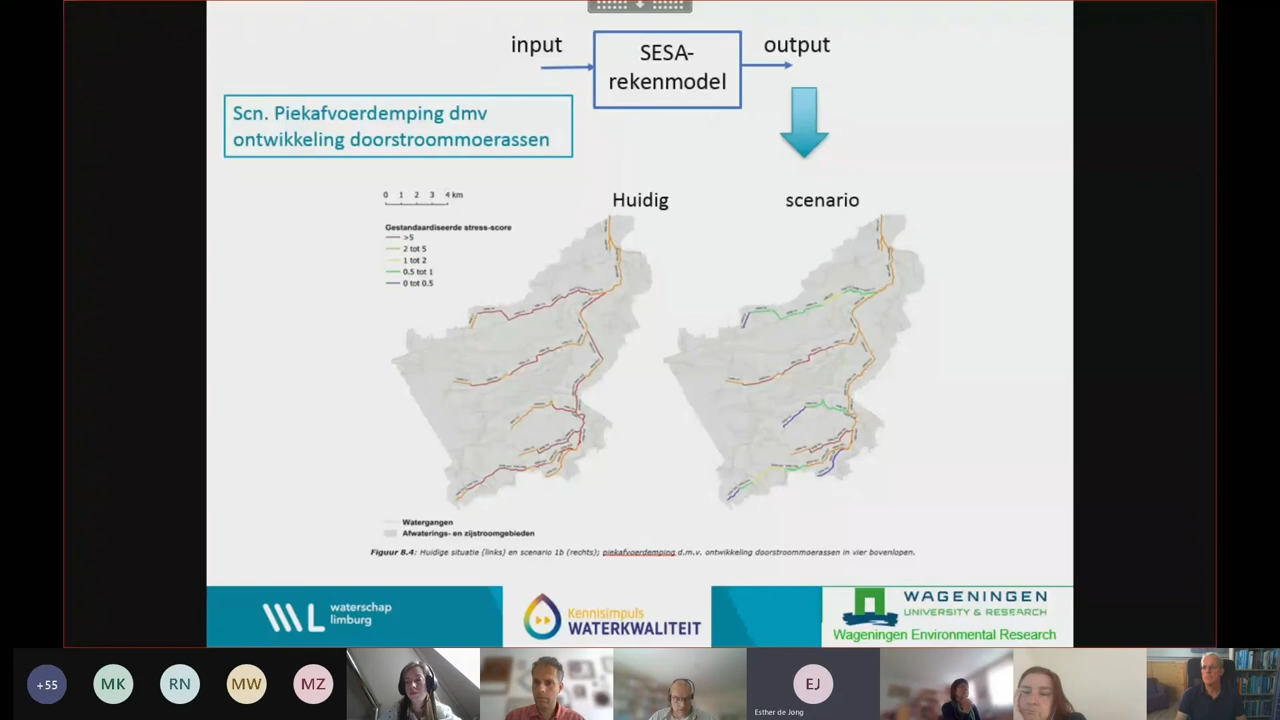 input
SESA-
rekenmodel
output
Scn. Piekafvoerdemping dmv
ontwikkeling doorstroommoerassen
0 1 2 3 4 km
Huidig
scenario
Gestandaardiseerde stress-score
>5
2 tot 5
1 tot 2
0.5 tot 1
0 tot 0.5
Watergangen
Afwaterings- en zijstroomgebieden
Figuur 8.4: Huidige situatie (links) en scenario 1b (rechts); piekafvoerdemping d.m.v. ontwikkeling doorstroommoerassen in vier bovenlopen.
waterschap
limburg
Kennisimpuls
WATERKWALITEIT
WAGENINGEN
UNIVERSITY & RESEARCH
Wageningen Environmental Research
+55
MK
RN
MW
MZ
EJ
Esther de Jong